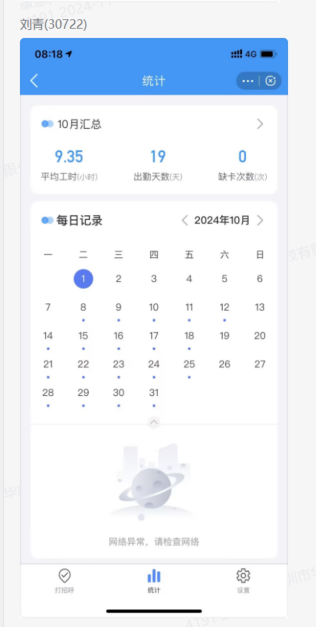 刘青(30722)
08:18
4G
统计
10月汇总
9.35 19 0
平均工时(小时) 出勤天数(天) 缺卡次数(次)
每日记录 2024年10月
一 二 三 四 五 六 日
1 2 3 4 5 6
7 8 9 10 11 12 13
14 15 16 17 18 19 20
21 22 23 24 25 26 27
28 29 30 31
网络异常，请检查网络
统计 设置